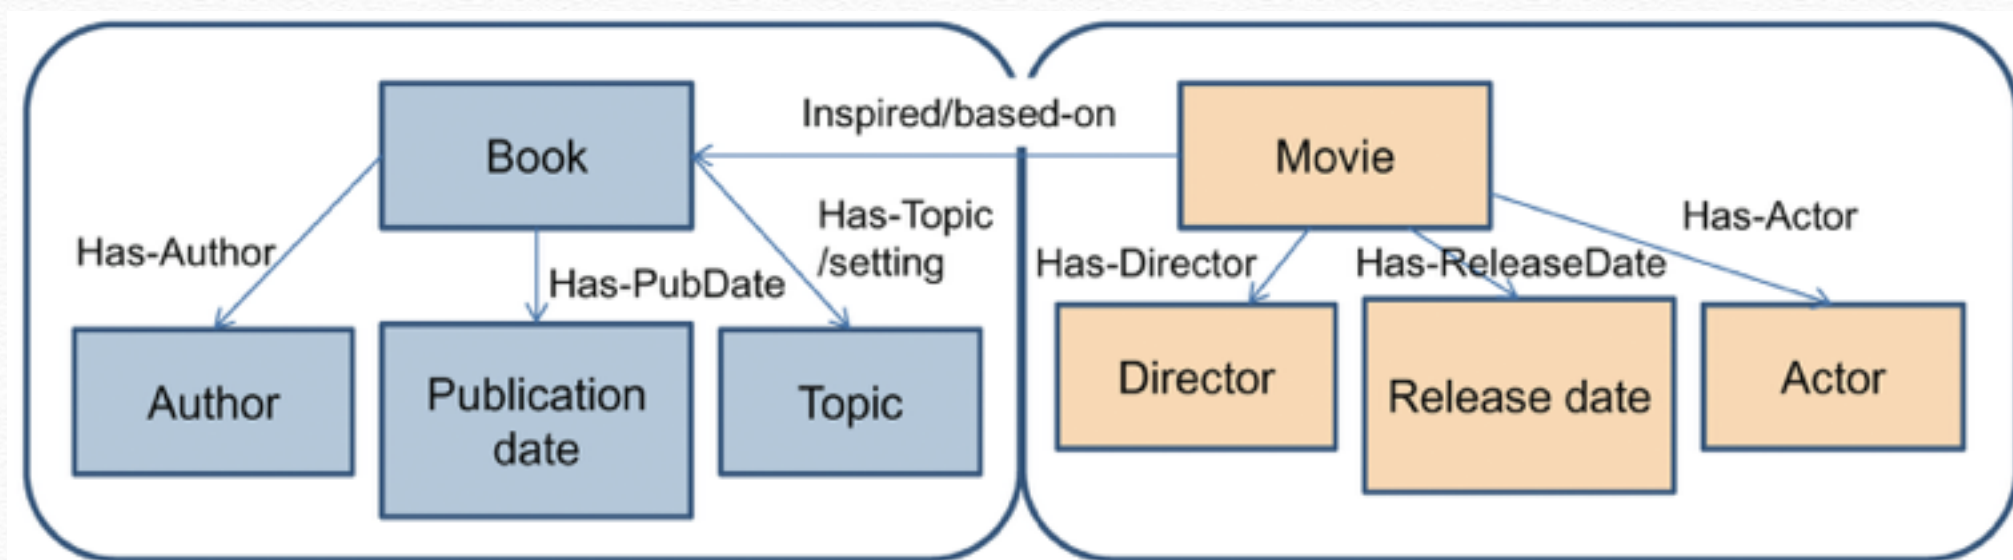 Book
Inspired/based-on
Movie
Has-Author
Has-PubDate
Has-Topic
/setting
Has-Director
Has-ReleaseDate
Has-Actor
Author
Publication
date
Topic
Director
Release date
Actor